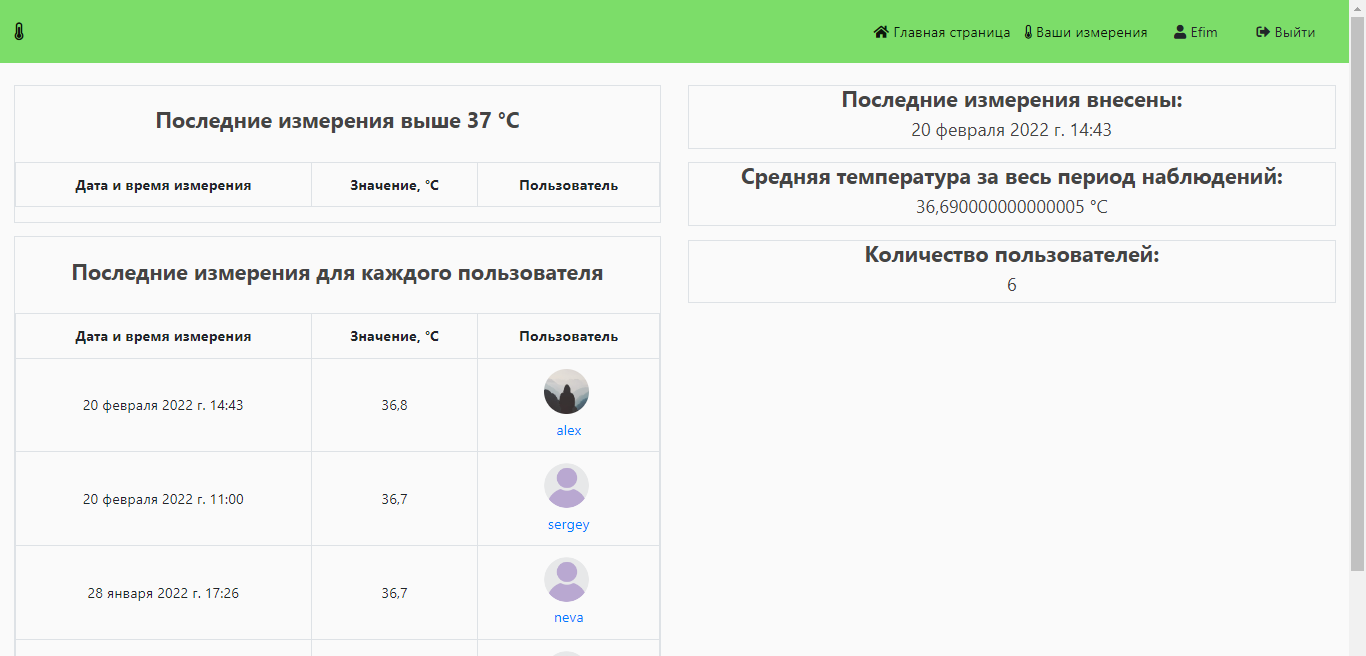 Главная страница Ваши измерения Efim Выйти
Последние измерения выше 37 °C
Дата и время измерения Значение, °C Пользователь
Последние измерения для каждого пользователя
Дата и время измерения Значение, °C Пользователь
20 февраля 2022 г. 14:43 36,8 alex
20 февраля 2022 г. 11:00 36,7 sergey
28 января 2022 г. 17:26 36,7 neva
Последние измерения внесены:
20 февраля 2022 г. 14:43
Средняя температура за весь период наблюдений:
36,690000000000005 °C
Количество пользователей:
6